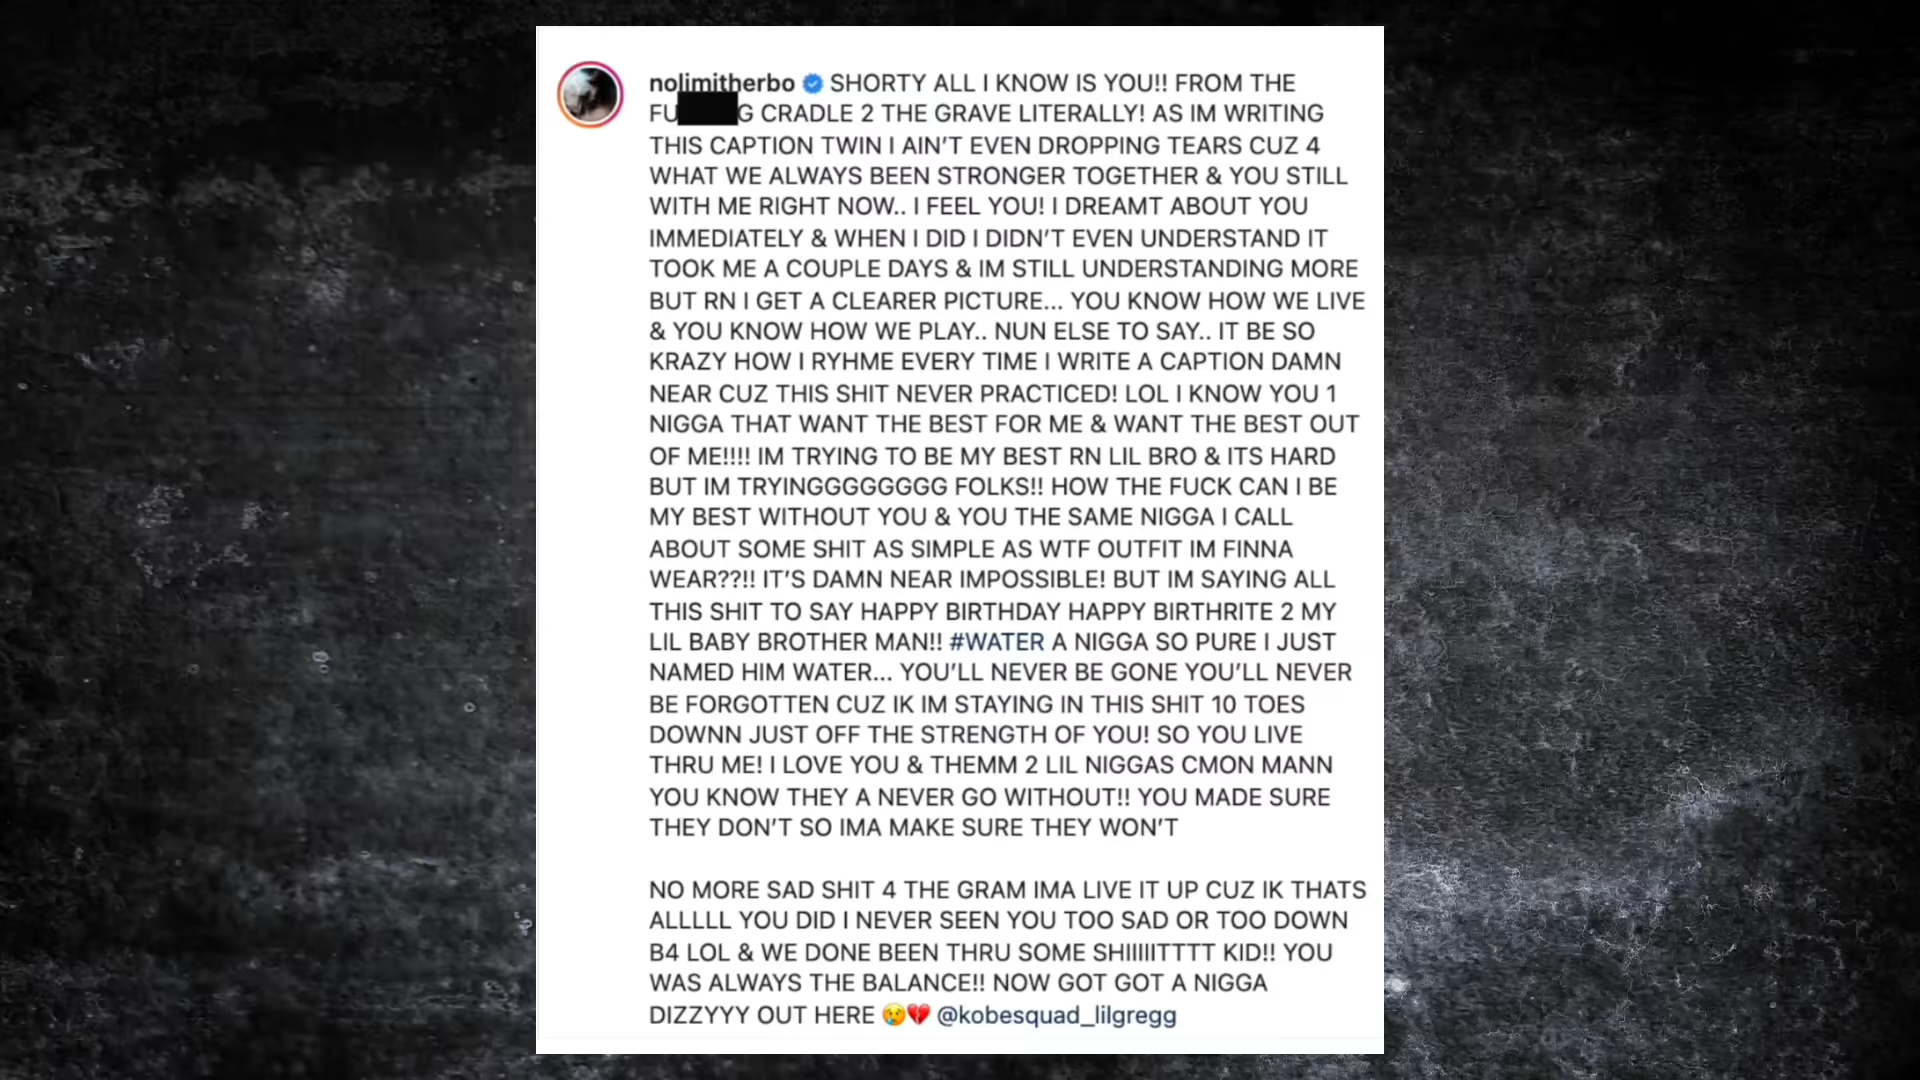 nolimitherbo SHORTY ALL I KNOW IS YOU!! FROM THE
FU G CRADLE 2 THE GRAVE LITERALLY! AS IM WRITING
THIS CAPTION TWIN I AIN'T EVEN DROPPING TEARS CUZ 4
WHAT WE ALWAYS BEEN STRONGER TOGETHER & YOU STILL
WITH ME RIGHT NOW.. I FEEL YOU! I DREAMT ABOUT YOU
IMMEDIATELY & WHEN I DID I DIDN'T EVEN UNDERSTAND IT
TOOK ME A COUPLE DAYS & IM STILL UNDERSTANDING MORE
BUT RN I GET A CLEARER PICTURE... YOU KNOW HOW WE LIVE
& YOU KNOW HOW WE PLAY.. NUN ELSE TO SAY.. IT BE SO
KRAZY HOW I RYHME EVERY TIME I WRITE A CAPTION DAMN
NEAR CUZ THIS SHIT NEVER PRACTICED! LOL I KNOW YOU 1
NIGGA THAT WANT THE BEST FOR ME & WANT THE BEST OUT
OF ME!!!! IM TRYING TO BE MY BEST RN LIL BRO & ITS HARD
BUT IM TRYINGGGGGGGG FOLKS!! HOW THE FUCK CAN I BE
MY BEST WITHOUT YOU & YOU THE SAME NIGGA I CALL
ABOUT SOME SHIT AS SIMPLE AS WTF OUTFIT IM FINNA
WEAR??!! IT'S DAMN NEAR IMPOSSIBLE! BUT IM SAYING ALL
THIS SHIT TO SAY HAPPY BIRTHDAY HAPPY BIRTHRITE 2 MY
LIL BABY BROTHER MAN!! #WATER A NIGGA SO PURE I JUST
NAMED HIM WATER... YOU'LL NEVER BE GONE YOU'LL NEVER
BE FORGOTTEN CUZ IK IM STAYING IN THIS SHIT 10 TOES
DOWNN JUST OFF THE STRENGTH OF YOU! SO YOU LIVE
THRU ME! I LOVE YOU & THEMM 2 LIL NIGGAS CMON MANN
YOU KNOW THEY A NEVER GO WITHOUT!! YOU MADE SURE
THEY DON'T SO IMA MAKE SURE THEY WON'T
NO MORE SAD SHIT 4 THE GRAM IMA LIVE IT UP CUZ IK THATS
ALLLLL YOU DID I NEVER SEEN YOU TOO SAD OR TOO DOWN
B4 LOL & WE DONE BEEN THRU SOME SHIIIIITTTT KID!! YOU
WAS ALWAYS THE BALANCE!! NOW GOT GOT A NIGGA
DIZZYYY OUT HERE 😢💔 @kobesquad_lilgregg